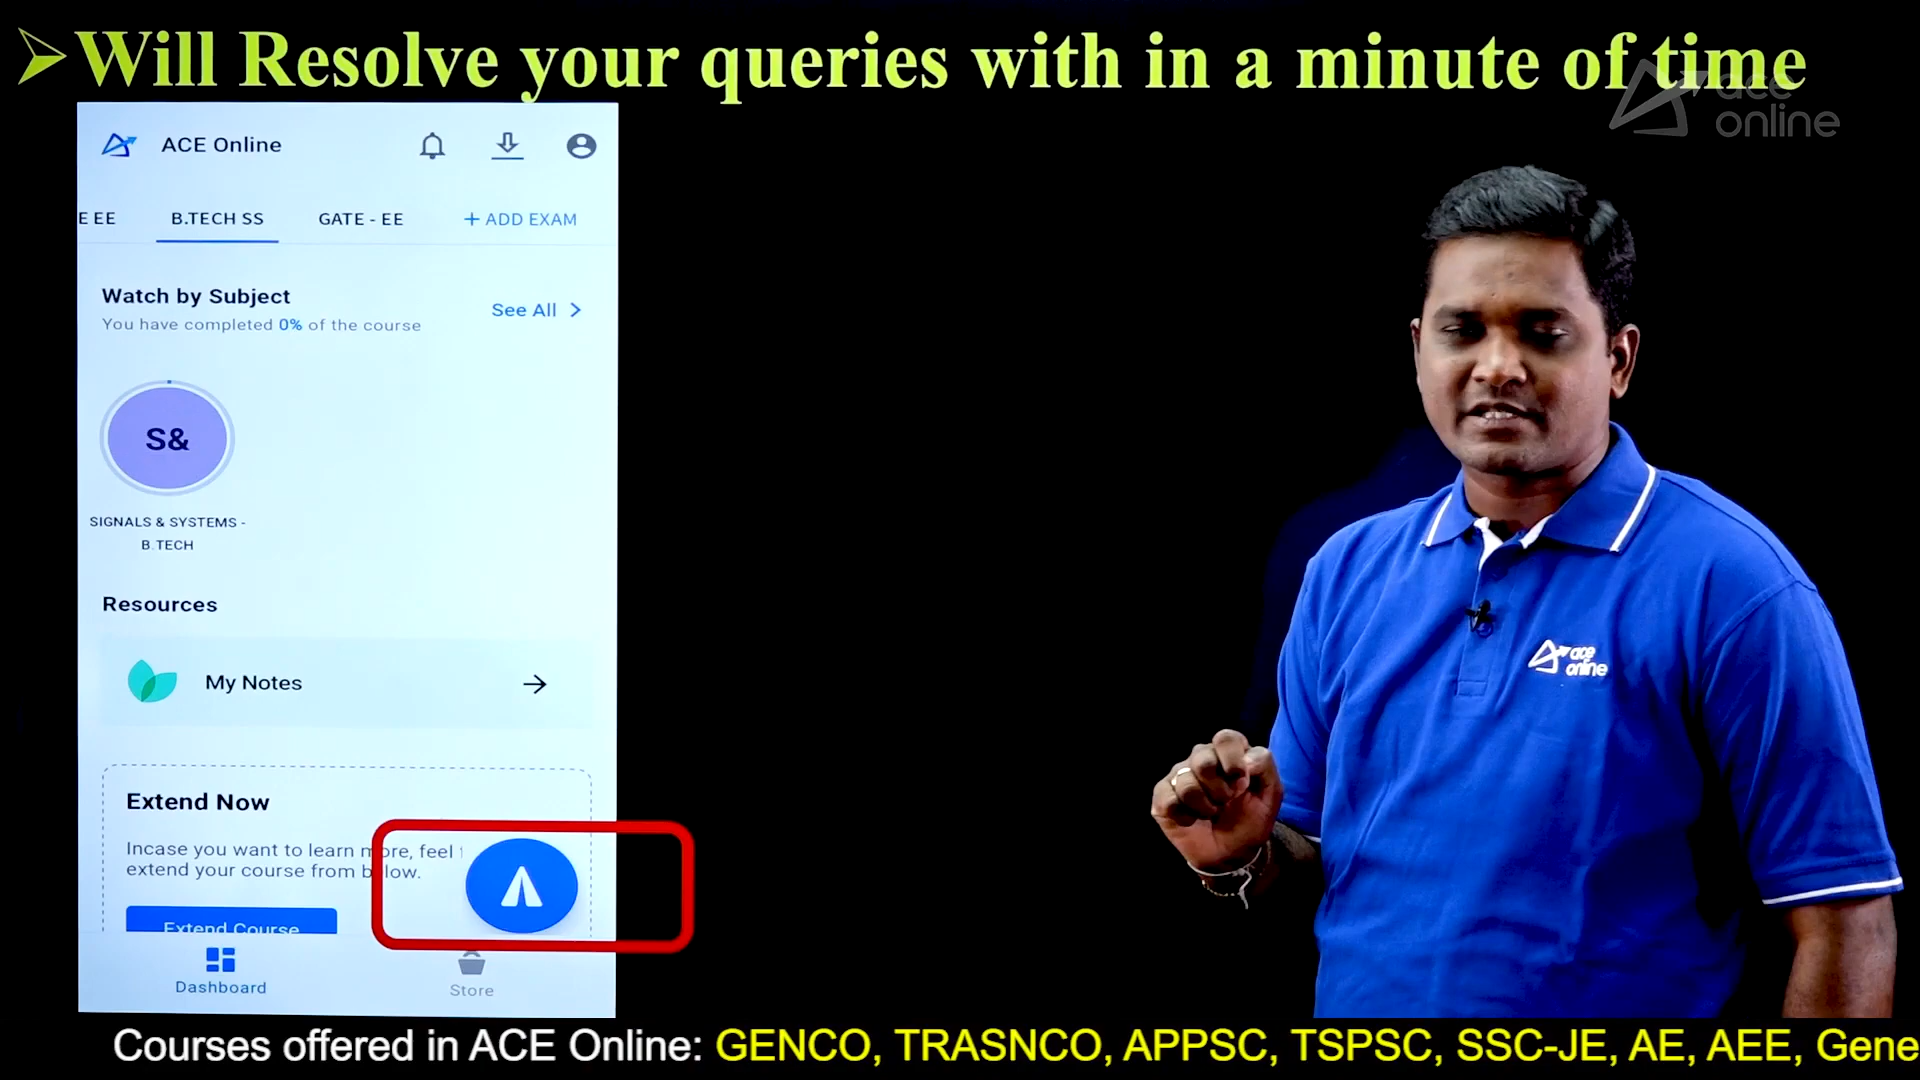 Will Resolve your queries with in a minute of time
ace
online
ACE Online
E EE
B.TECH SS
GATE - EE
+ ADD EXAM
Watch by Subject
See All
You have completed 0% of the course
S&
SIGNALS & SYSTEMS -
B.TECH
Resources
My Notes
Extend Now
Incase you want to learn more, feel
extend your course from below.
Extend Course
Dashboard
Store
ace
online
Courses offered in ACE Online: GENCO, TRASNCO, APPSC, TSPSC, SSC-JE, AE, AEE, Gene